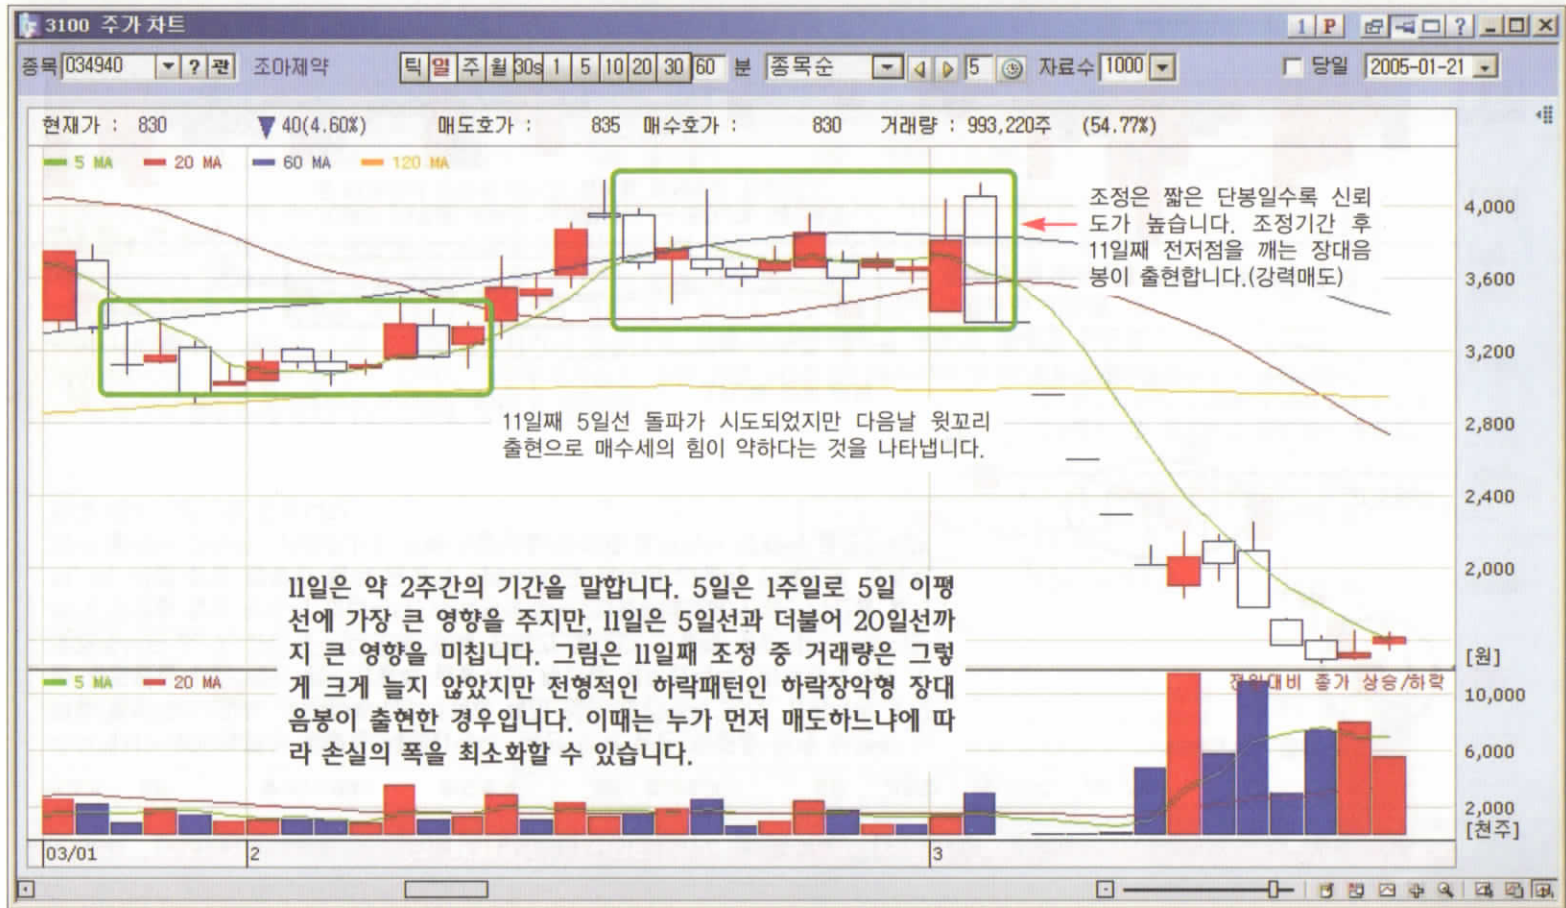 3100 주가차트
1 P ?
종목 034940 ? 관 조아제약 틱 일 주 월 30s 1 5 10 20 30 60 분 종목순 5 자료수 1000 당일 2005-01-21
현재가 : 830 ▼ 40(4.60%) 매도호가 : 835 매수호가 : 830 거래량 : 993,220주 (54.77%)
5 MA 20 MA 60 MA 120 MA
조정은 짧은 단봉일수록 신뢰
도가 높습니다. 조정기간 후
11일째 전저점을 깨는 장대음
봉이 출현합니다.(강력매도)
4,000
3,600
3,200
2,800
2,400
2,000
[원]
11일째 5일선 돌파가 시도되었지만 다음날 윗꼬리
출현으로 매수세의 힘이 약하다는 것을 나타냅니다.
11일은 약 2주간의 기간을 말합니다. 5일은 1주일로 5일 이평
선에 가장 큰 영향을 주지만, 11일은 5일선과 더불어 20일선까
지 큰 영향을 미칩니다. 그림은 11일째 조정 중 거래량은 그렇
게 크게 늘지 않았지만 전형적인 하락패턴인 하락장악형 장대
음봉이 출현한 경우입니다. 이때는 누가 먼저 매도하느냐에 따
라 손실의 폭을 최소화할 수 있습니다.
5 MA 20 MA
전일대비 종가 상승/하락
10,000
6,000
2,000
[천주]
03/01 2 3